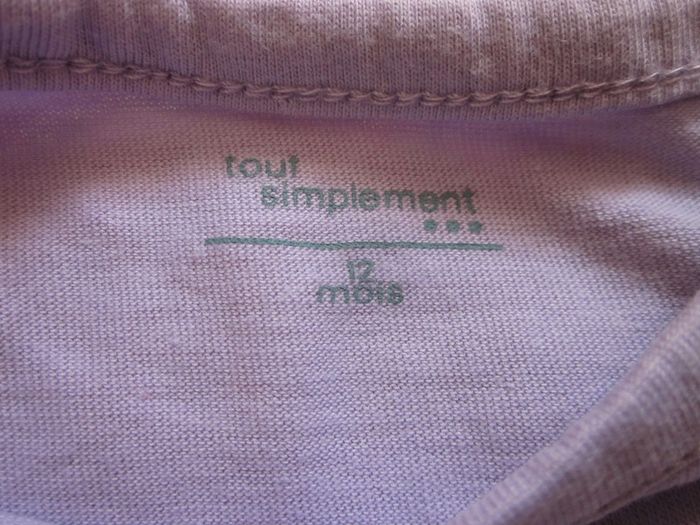 tout
simplement
•••
12
mois